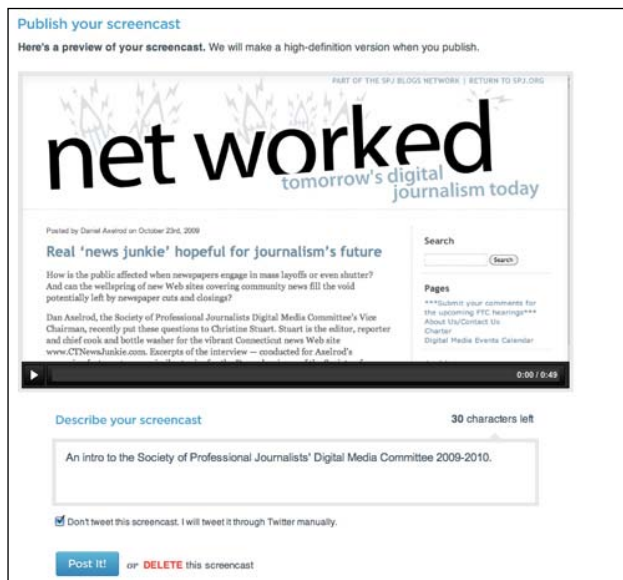 Publish your screencast
Here's a preview of your screencast. We will make a high-definition version when you publish.
PART OF THE SPJ BLOGS NETWORK | RETURN TO SPJ.ORG
net worked
tomorrow's digital
journalism today
Posted by Daniel Axelrod on October 23rd, 2009
Real 'news junkie' hopeful for journalism's future
How is the public affected when newspapers engage in mass layoffs or even shutter?
And can the wellspring of new Web sites covering community news fill the void
potentially left by newspaper cuts and closings?
Dan Axelrod, the Society of Professional Journalists Digital Media Committee's Vice
Chairman, recently put these questions to Christine Stuart. Stuart is the editor, reporter
and chief cook and bottle washer for the vibrant Connecticut news Web site
www.CTNewsJunkie.com. Excerpts of the interview — conducted for Axelrod's
Search
Search
Pages
***Submit your comments for
the upcoming FTC hearings***
About Us/Contact Us
Charter
Digital Media Events Calendar
0:00 / 0:49
Describe your screencast
30 characters left
An intro to the Society of Professional Journalists' Digital Media Committee 2009-2010.
Don't tweet this screencast. I will tweet it through Twitter manually.
Post It! or DELETE this screencast